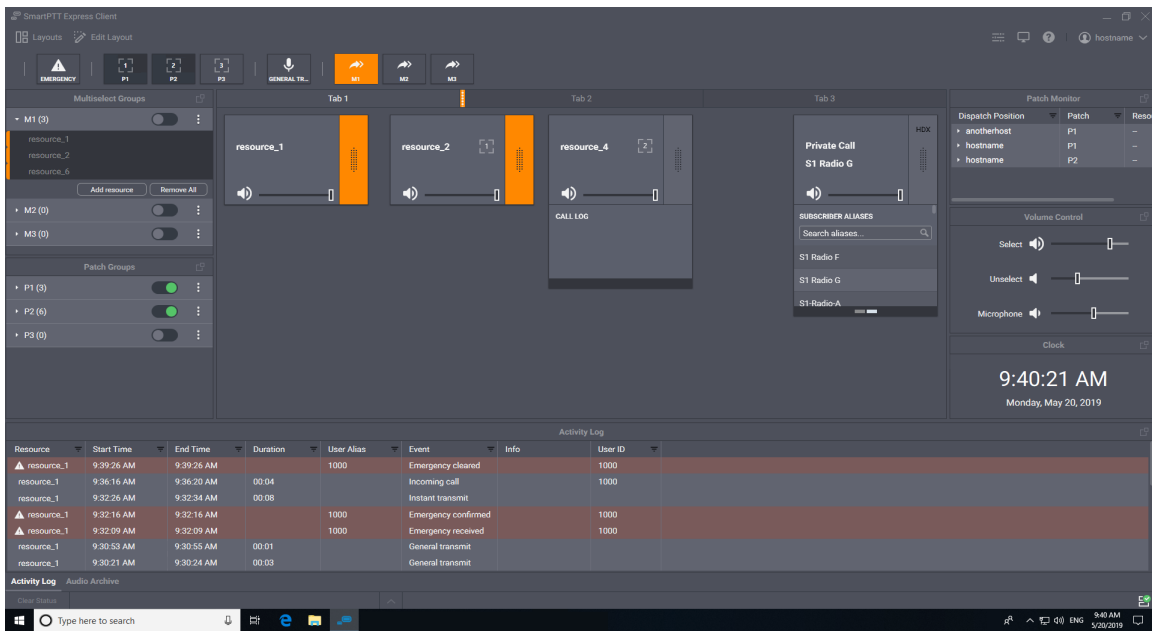 SmartPTT Express Client
Layouts Edit Layout hostname
EMERGENCY 1 P1 2 P2 3 P3 GENERAL TR... M1 M2 M3
Multiselect Groups Tab 1 Tab 2 Tab 3 Patch Monitor
M1 (3)
resource_1
resource_2
resource_6
Add resource Remove All
M2 (0)
M3 (0)
Patch Groups
P1 (3)
P2 (6)
P3 (0)
resource_1
resource_2 1
resource_4 2
CALL LOG
HDX
Private Call
S1 Radio G
SUBSCRIBER ALIASES
Search aliases...
S1 Radio F
S1 Radio G
S1-Radio-A
Dispatch Position Patch Reso
anotherhost P1 –
hostname P1 –
hostname P2 –
Volume Control
Select
Unselect
Microphone
Clock
9:40:21 AM
Monday, May 20, 2019
Activity Log
Resource Start Time End Time Duration User Alias Event Info User ID
resource_1 9:39:26 AM 9:39:26 AM 1000 Emergency cleared 1000
resource_1 9:36:16 AM 9:36:20 AM 00:04 Incoming call 1000
resource_1 9:32:26 AM 9:32:34 AM 00:08 Instant transmit
resource_1 9:32:16 AM 9:32:16 AM 1000 Emergency confirmed 1000
resource_1 9:32:09 AM 9:32:09 AM 1000 Emergency received 1000
resource_1 9:30:53 AM 9:30:55 AM 00:01 General transmit
resource_1 9:30:21 AM 9:30:24 AM 00:03 General transmit
Activity Log Audio Archive
Clear Status
Type here to search ENG 9:40 AM
5/20/2019